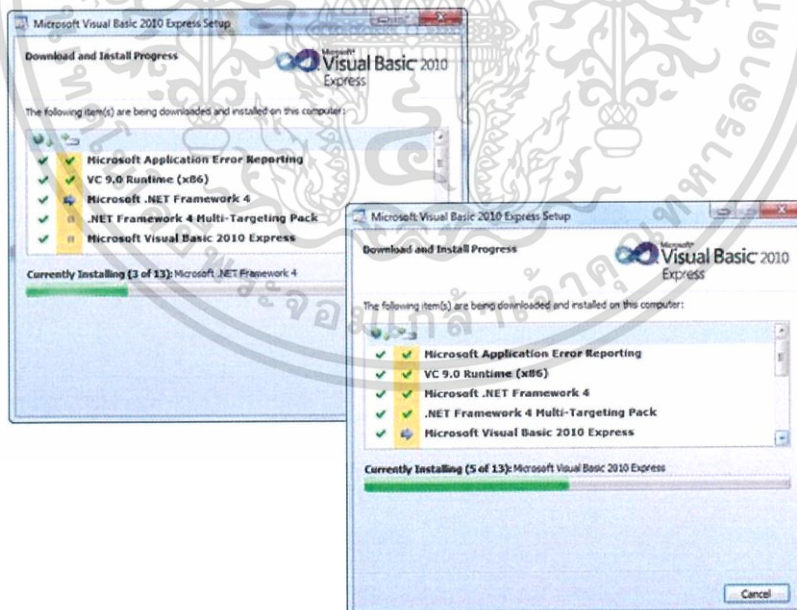 Microsoft Visual Basic 2010 Express Setup
Download and Install Progress
Microsoft
Visual Basic 2010
Express
The following item(s) are being downloaded and installed on this computer:
Microsoft Application Error Reporting
VC 9.0 Runtime (x86)
Microsoft .NET Framework 4
.NET Framework 4 Multi-Targeting Pack
Microsoft Visual Basic 2010 Express
Currently Installing (3 of 13): Microsoft .NET Framework 4
Microsoft Visual Basic 2010 Express Setup
Download and Install Progress
Microsoft
Visual Basic 2010
Express
The following item(s) are being downloaded and installed on this computer:
Microsoft Application Error Reporting
VC 9.0 Runtime (x86)
Microsoft .NET Framework 4
.NET Framework 4 Multi-Targeting Pack
Microsoft Visual Basic 2010 Express
Currently Installing (5 of 13): Microsoft Visual Basic 2010 Express
Cancel